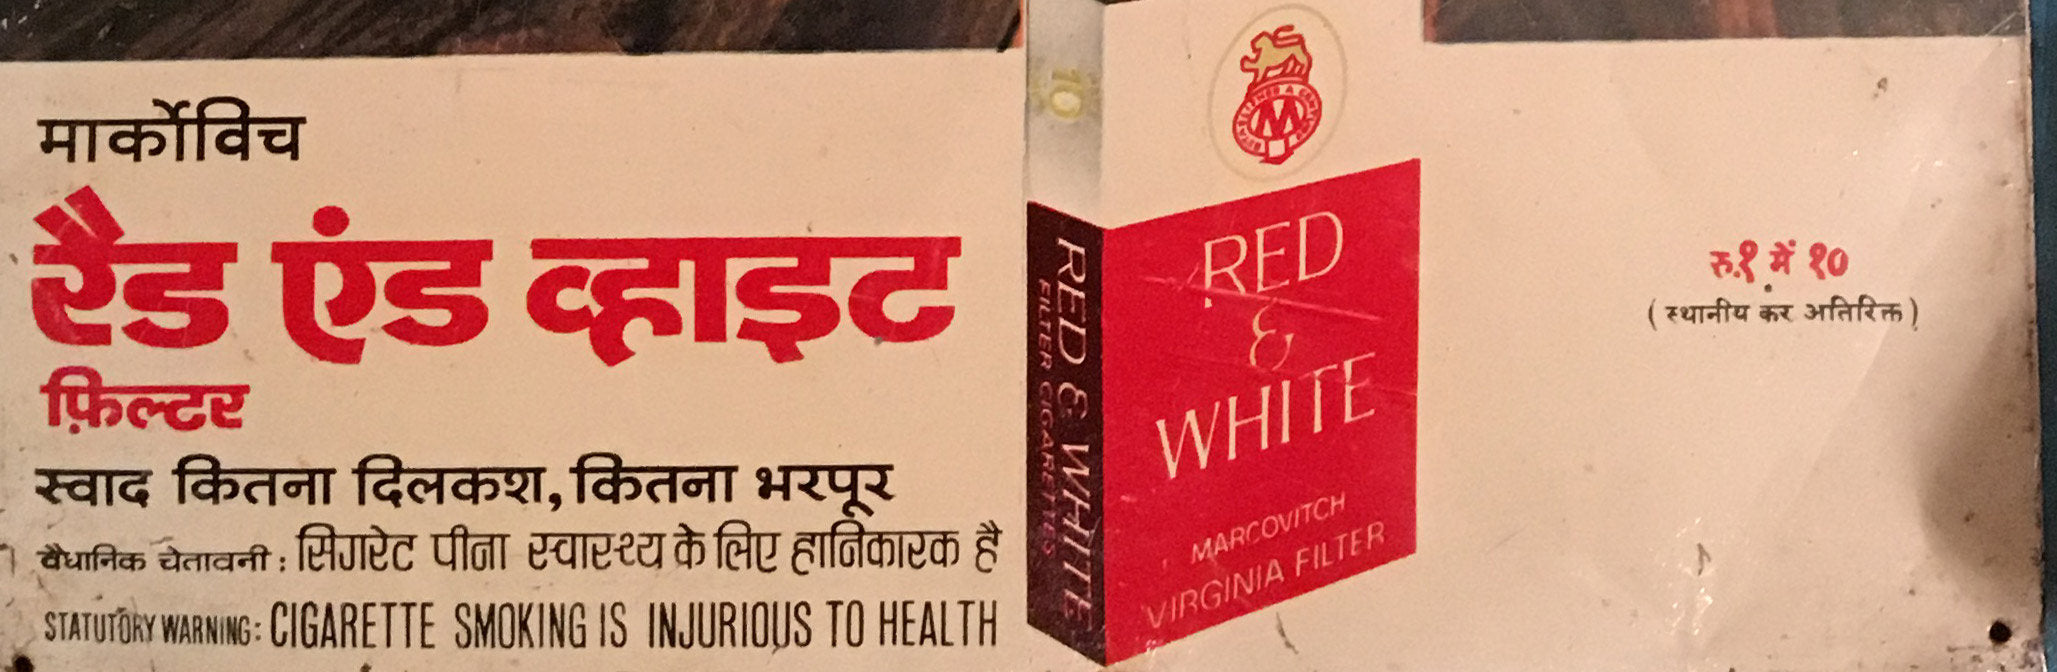 मार्कोविच
रैड एंड व्हाइट
फ़िल्टर
स्वाद कितना दिलकश, कितना भरपूर
वैधानिक चेतावनी : सिगरेट पीना स्वास्थ्य के लिए हानिकारक है
STATUTORY WARNING: CIGARETTE SMOKING IS INJURIOUS TO HEALTH
10
RED & WHITE
FILTER CIGARETTES
M
RED
&
WHITE
MARCOVITCH
VIRGINIA FILTER
रु.१ में १०
( स्थानीय कर अतिरिक्त )